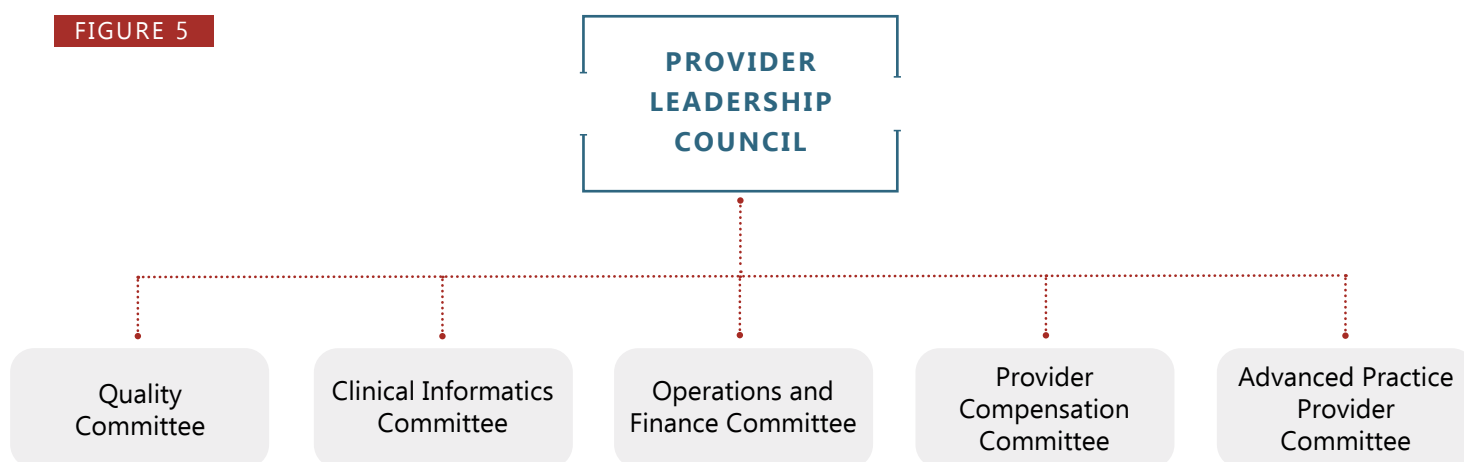 FIGURE 5
PROVIDER
LEADERSHIP
COUNCIL
Quality
Committee
Clinical Informatics
Committee
Operations and
Finance Committee
Provider
Compensation
Committee
Advanced Practice
Provider
Committee